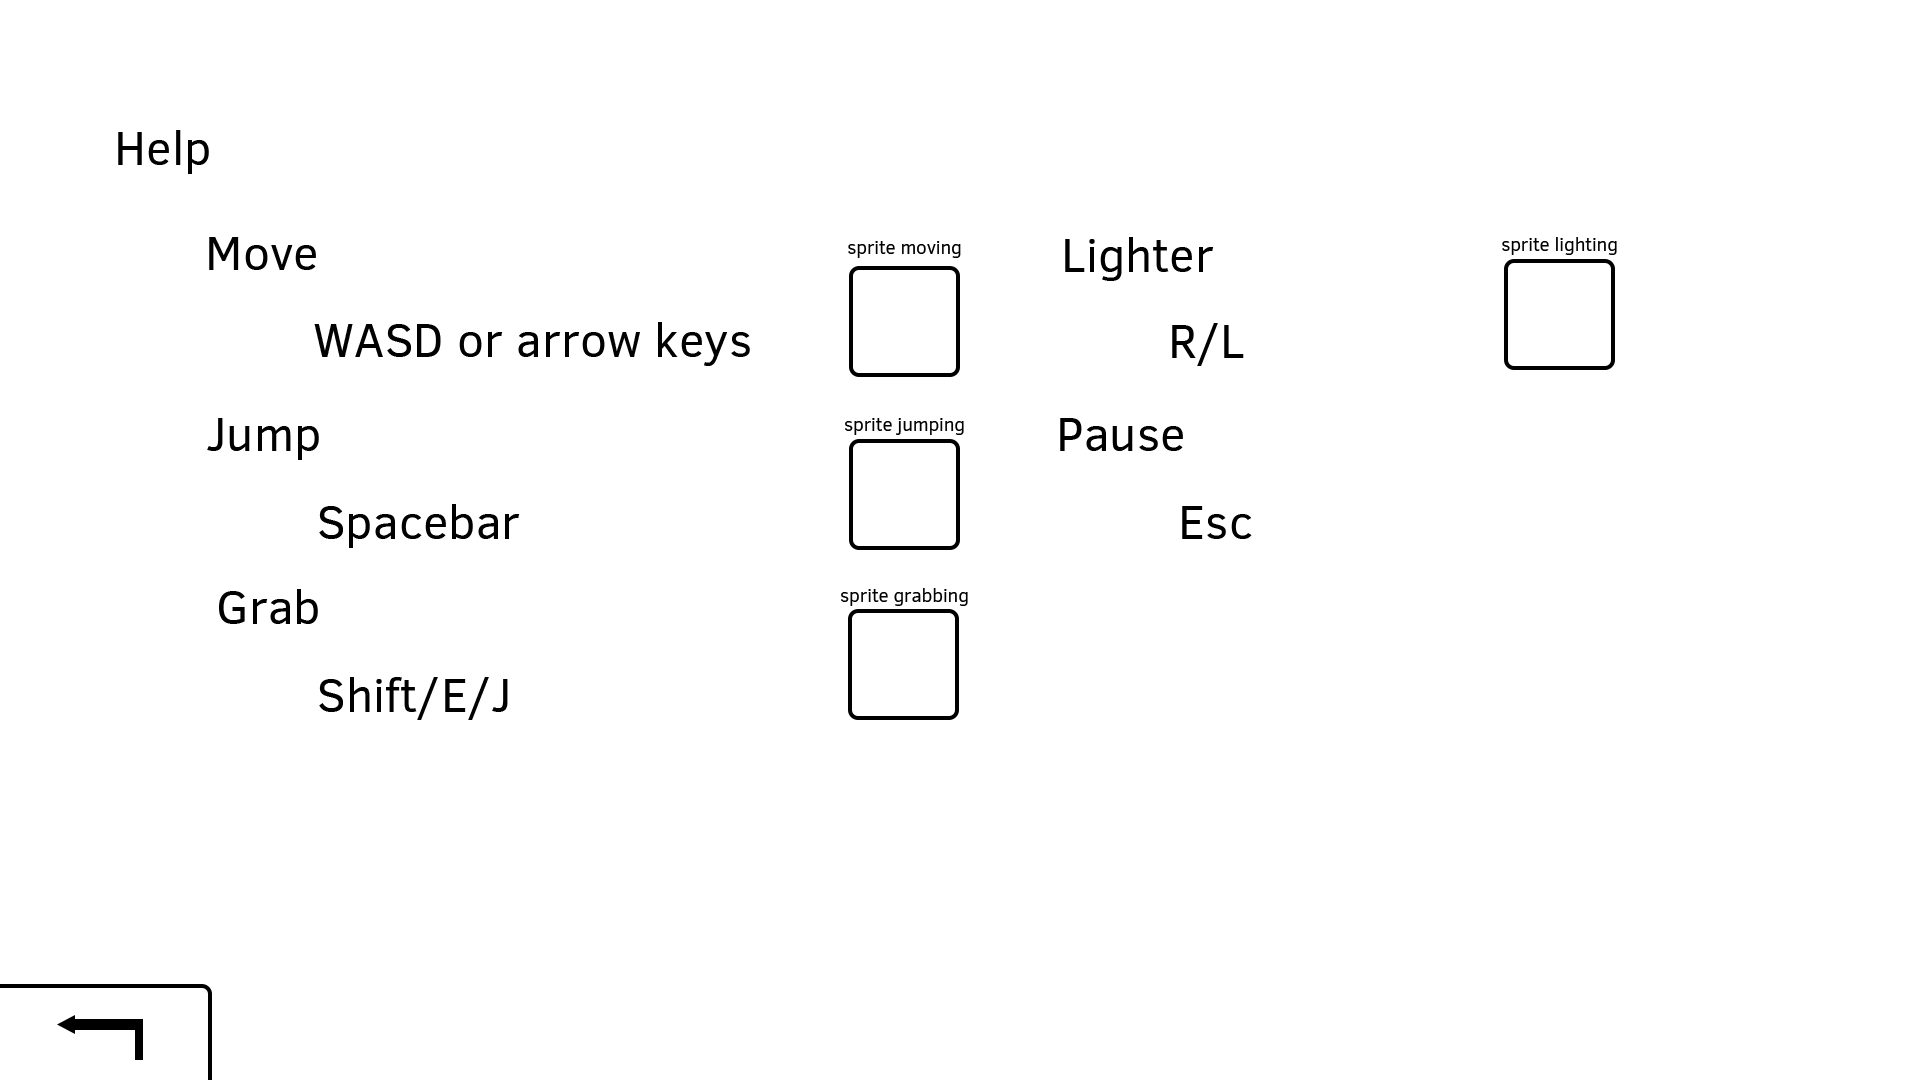 Help
Move
sprite moving
WASD or arrow keys
Jump
sprite jumping
Spacebar
Grab
sprite grabbing
Shift/E/J
Lighter
sprite lighting
R/L
Pause
Esc